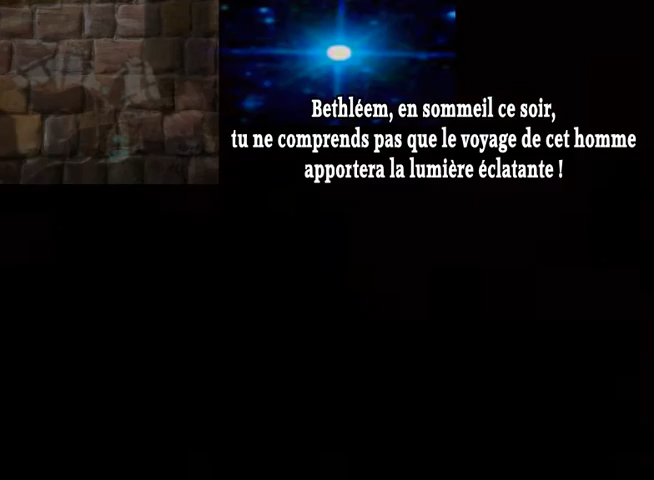 Bethléem, en sommeil ce soir,
tu ne comprends pas que le voyage de cet homme
apportera la lumière éclatante !